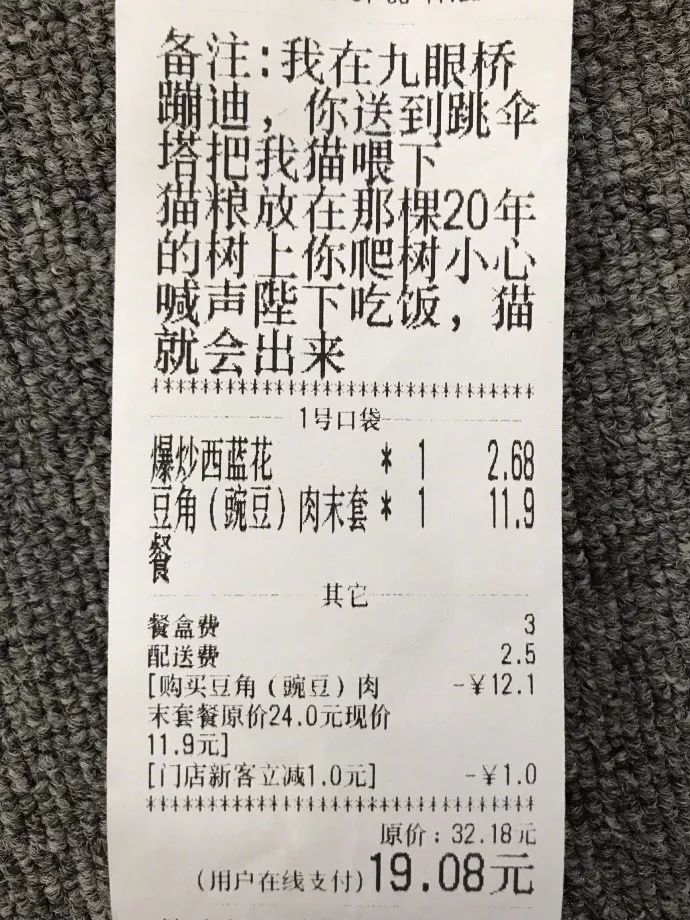 备注:我在九眼桥
蹦迪，你送到跳伞
塔把我猫喂下
猫粮放在那棵20年
的树上你爬树小心
喊声陛下吃饭，猫
就会出来
********************************
1号口袋
爆炒西蓝花 * 1 2.68
豆角(豌豆)肉末套 * 1 11.9
餐
其它
餐盒费 3
配送费 2.5
[购买豆角(豌豆)肉 -¥12.1
末套餐原价24.0元现价
11.9元]
[门店新客立减1.0元] -¥1.0
********************************
原价:32.18元
(用户在线支付)19.08元